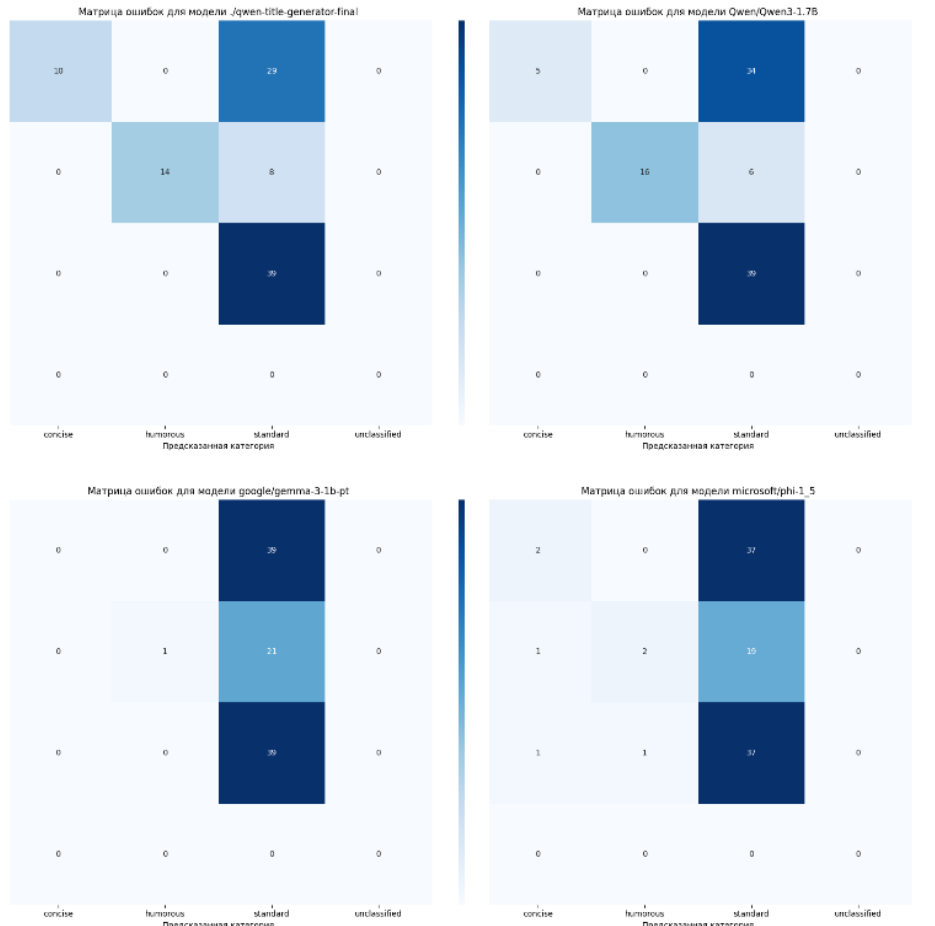 Матрица ошибок для модели ./qwen-title-generator-final
10 0 29 0
0 14 8 0
0 0 39 0
0 0 0 0
concise humorous standard unclassified
Предсказанная категория
Матрица ошибок для модели Qwen/Qwen3-1.7B
5 0 34 0
0 16 6 0
0 0 39 0
0 0 0 0
concise humorous standard unclassified
Предсказанная категория
Матрица ошибок для модели google/gemma-3-1b-pt
0 0 39 0
0 1 21 0
0 0 39 0
0 0 0 0
concise humorous standard unclassified
Предсказанная категория
Матрица ошибок для модели microsoft/phi-1_5
2 0 37 0
1 2 19 0
1 1 37 0
0 0 0 0
concise humorous standard unclassified
Предсказанная категория